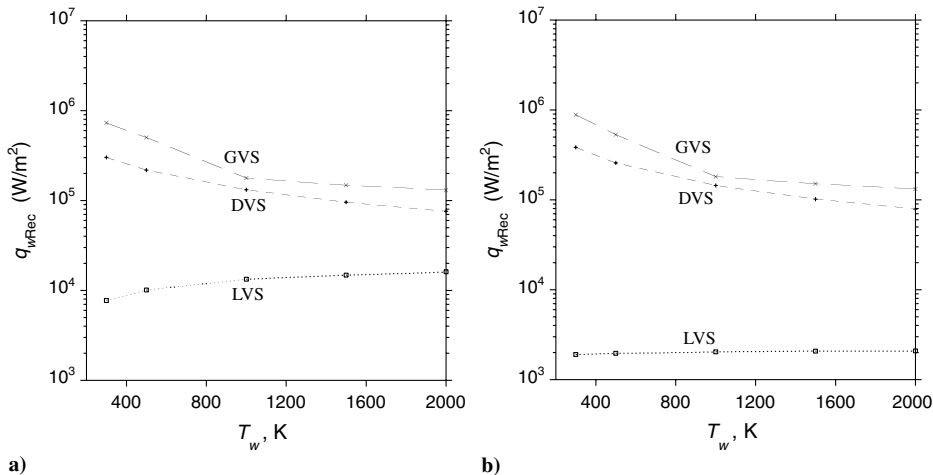 10^7
10^6
10^5
10^4
10^3
q_wRec (W/m^2)
GVS
DVS
LVS
400 800 1200 1600 2000
T_w, K
a)
10^7
10^6
10^5
10^4
10^3
q_wRec (W/m^2)
GVS
DVS
LVS
400 800 1200 1600 2000
T_w, K
b)